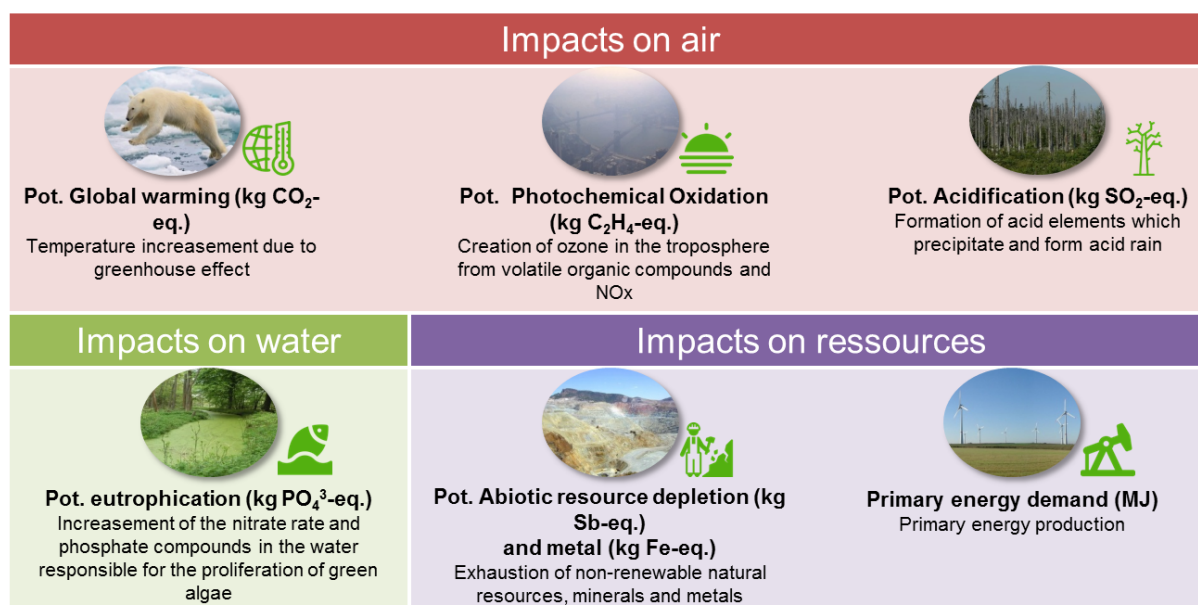 Impacts on air
Pot. Global warming (kg CO₂-
eq.)
Temperature increasement due to
greenhouse effect
Pot.  Photochemical Oxidation
(kg C₂H₄-eq.)
Creation of ozone in the troposphere
from volatile organic compounds and
NOx
Pot. Acidification (kg SO₂-eq.)
Formation of acid elements which
precipitate and form acid rain
Impacts on water
Pot. eutrophication (kg PO₄³-eq.)
Increasement of the nitrate rate and
phosphate compounds in the water
responsible for the proliferation of green
algae
Impacts on ressources
Pot. Abiotic resource depletion (kg
Sb-eq.)
and metal (kg Fe-eq.)
Exhaustion of non-renewable natural
resources, minerals and metals
Primary energy demand (MJ)
Primary energy production